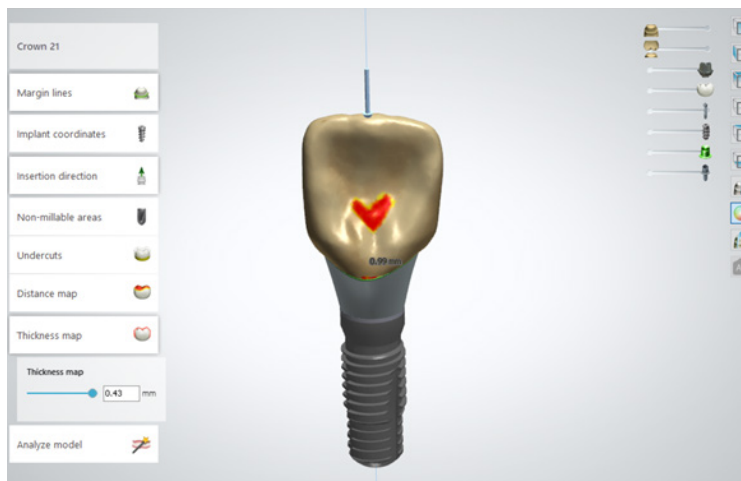 Crown 21
Margin lines
Implant coordinates
Insertion direction
Non-millable areas
Undercuts
Distance map
Thickness map
Thickness map
0.43 mm
Analyze model
0.99 mm